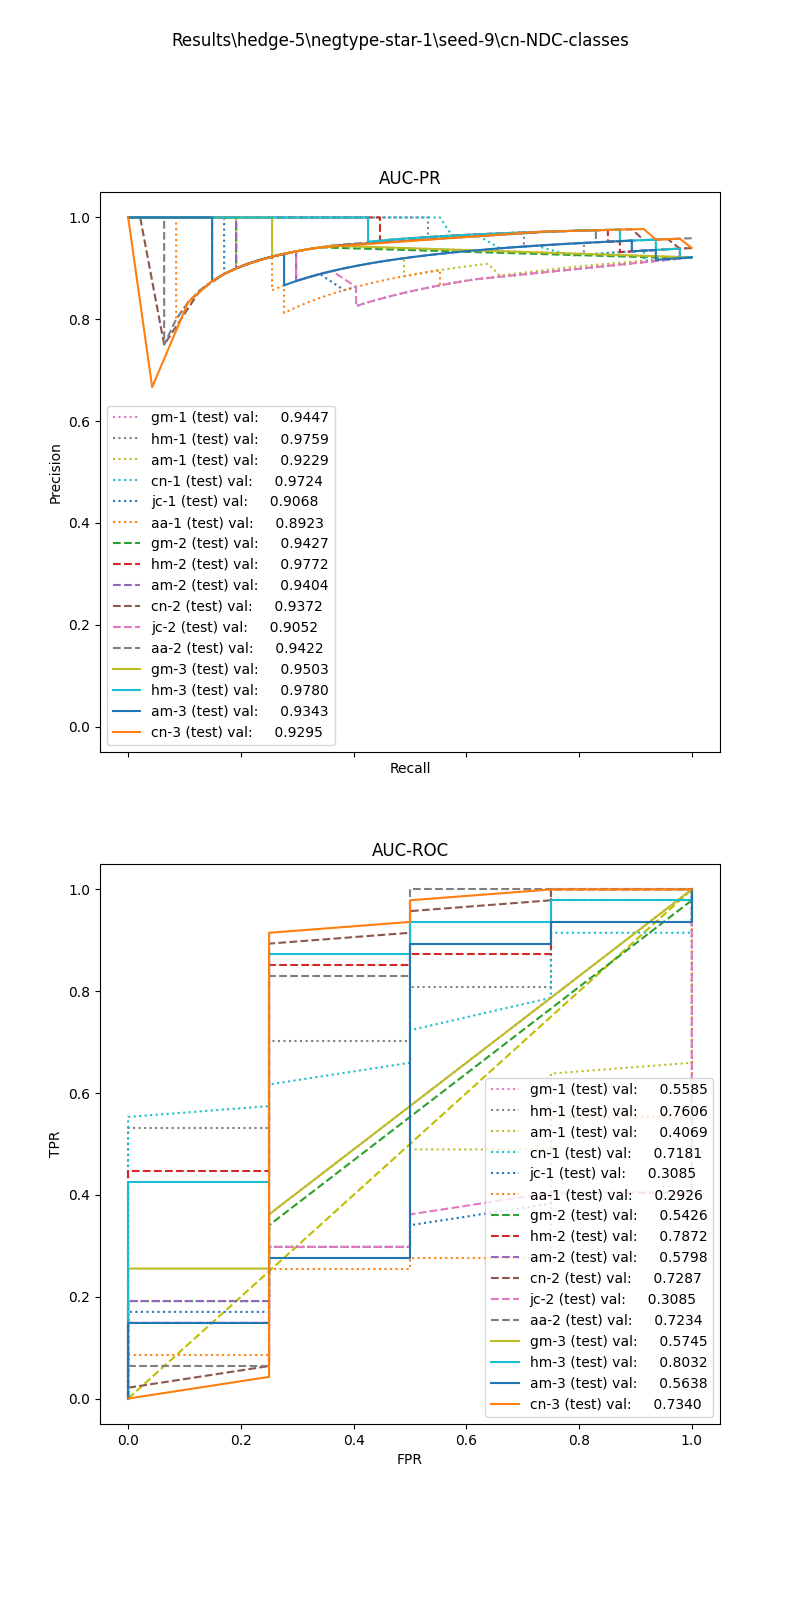 Results\hedge-5\negtype-star-1\seed-9\cn-NDC-classes
AUC-PR
1.0
0.8
0.6
0.4
0.2
0.0
Precision
gm-1 (test) val: 0.9447
hm-1 (test) val: 0.9759
am-1 (test) val: 0.9229
cn-1 (test) val: 0.9724
jc-1 (test) val: 0.9068
aa-1 (test) val: 0.8923
gm-2 (test) val: 0.9427
hm-2 (test) val: 0.9772
am-2 (test) val: 0.9404
cn-2 (test) val: 0.9372
jc-2 (test) val: 0.9052
aa-2 (test) val: 0.9422
gm-3 (test) val: 0.9503
hm-3 (test) val: 0.9780
am-3 (test) val: 0.9343
cn-3 (test) val: 0.9295
Recall
AUC-ROC
1.0
0.8
0.6
0.4
0.2
0.0
TPR
gm-1 (test) val: 0.5585
hm-1 (test) val: 0.7606
am-1 (test) val: 0.4069
cn-1 (test) val: 0.7181
jc-1 (test) val: 0.3085
aa-1 (test) val: 0.2926
gm-2 (test) val: 0.5426
hm-2 (test) val: 0.7872
am-2 (test) val: 0.5798
cn-2 (test) val: 0.7287
jc-2 (test) val: 0.3085
aa-2 (test) val: 0.7234
gm-3 (test) val: 0.5745
hm-3 (test) val: 0.8032
am-3 (test) val: 0.5638
cn-3 (test) val: 0.7340
0.0 0.2 0.4 0.6 0.8 1.0
FPR